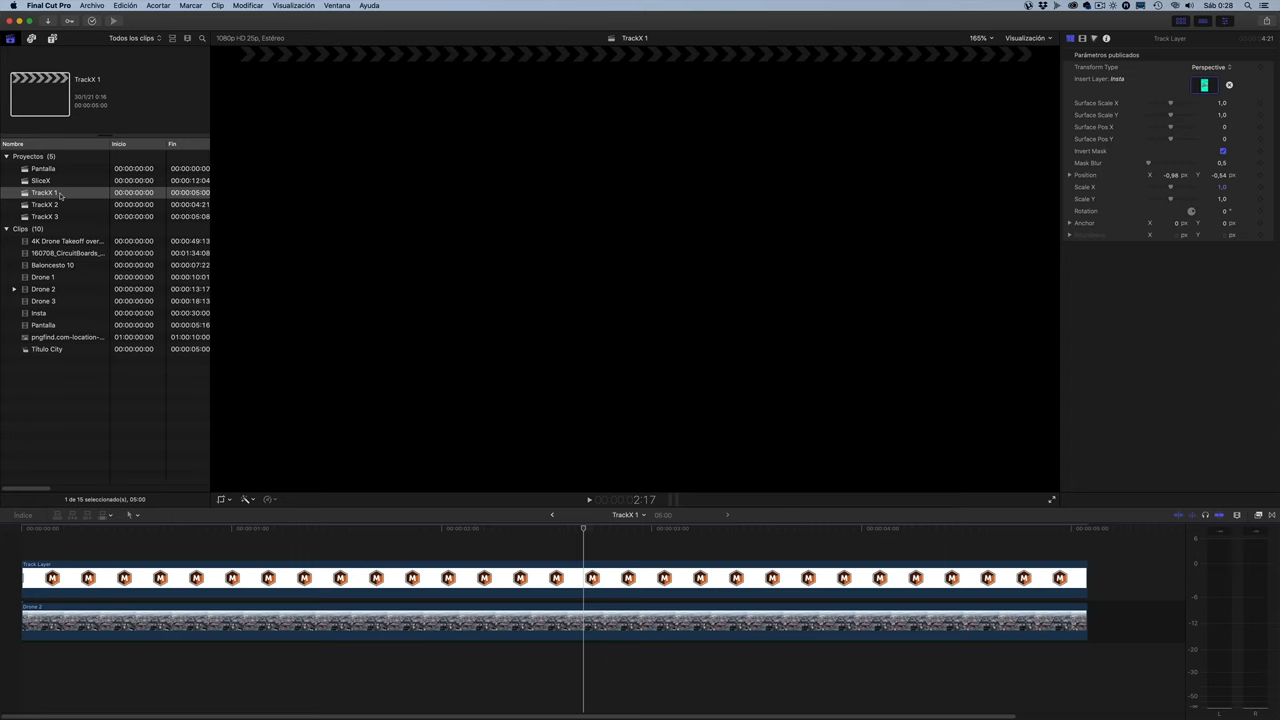 Final Cut Pro Archivo Edición Acortar Marcar Clip Modificar Visualización Ventana Ayuda Sáb 0:28
Todos los clips 1080p HD 25p, Estéreo TrackX 1 165% Visualización Track Layer 4:21
TrackX 1
30/1/21 0:16
00:00:05:00
Parámetros publicados
Transform Type Perspective
Insert Layer: Insta
Surface Scale X 1,0
Surface Scale Y 1,0
Surface Pos X 0
Surface Pos Y 0
Invert Mask
Mask Blur 0,5
Position X -0,98 px Y -0,54 px
Scale X 1,0
Scale Y 1,0
Rotation 0 °
Anchor X 0 px Y 0 px
Nombre Inicio Fin
Proyectos (5)
Pantalla 00:00:00:00 00:00:00:00
SliceX 00:00:00:00 00:00:12:04
TrackX 1 00:00:00:00 00:00:05:00
TrackX 2 00:00:00:00 00:00:04:21
TrackX 3 00:00:00:00 00:00:05:08
Clips (10)
4K Drone Takeoff over... 00:00:00:00 00:00:49:13
160708_CircuitBoards_... 00:00:00:00 00:01:34:08
Baloncesto 10 00:00:00:00 00:00:07:22
Drone 1 00:00:00:00 00:00:10:01
Drone 2 00:00:00:00 00:00:13:17
Drone 3 00:00:00:00 00:00:18:13
Insta 00:00:00:00 00:00:30:00
Pantalla 00:00:00:00 00:00:05:16
pngfind.com-location-... 01:00:00:00 01:00:10:00
Título City 00:00:00:00 00:00:05:00
1 de 15 seleccionado(s), 05:00 2:17
Índice TrackX 1 05:00
00:00:00:00 00:00:01:00 00:00:02:00 00:00:03:00 00:00:04:00 00:00:05:00
Track Layer
M M M M M M M M M M M M M M M M M M M M M M M M M M M M M
Drone 2
6
0
-6
-12
-20
-30
-50
L R